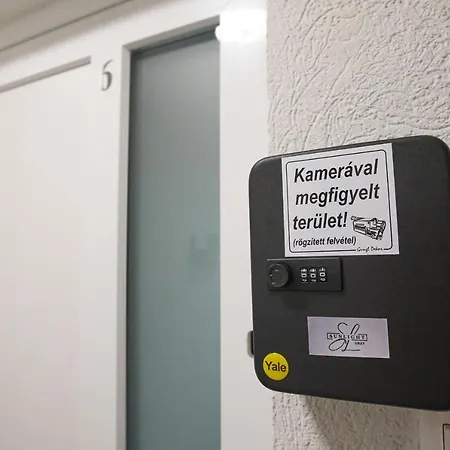 6
Kamerával
megfigyelt
terület!
(rögzített felvétel)
SUNLIGHT
Yale